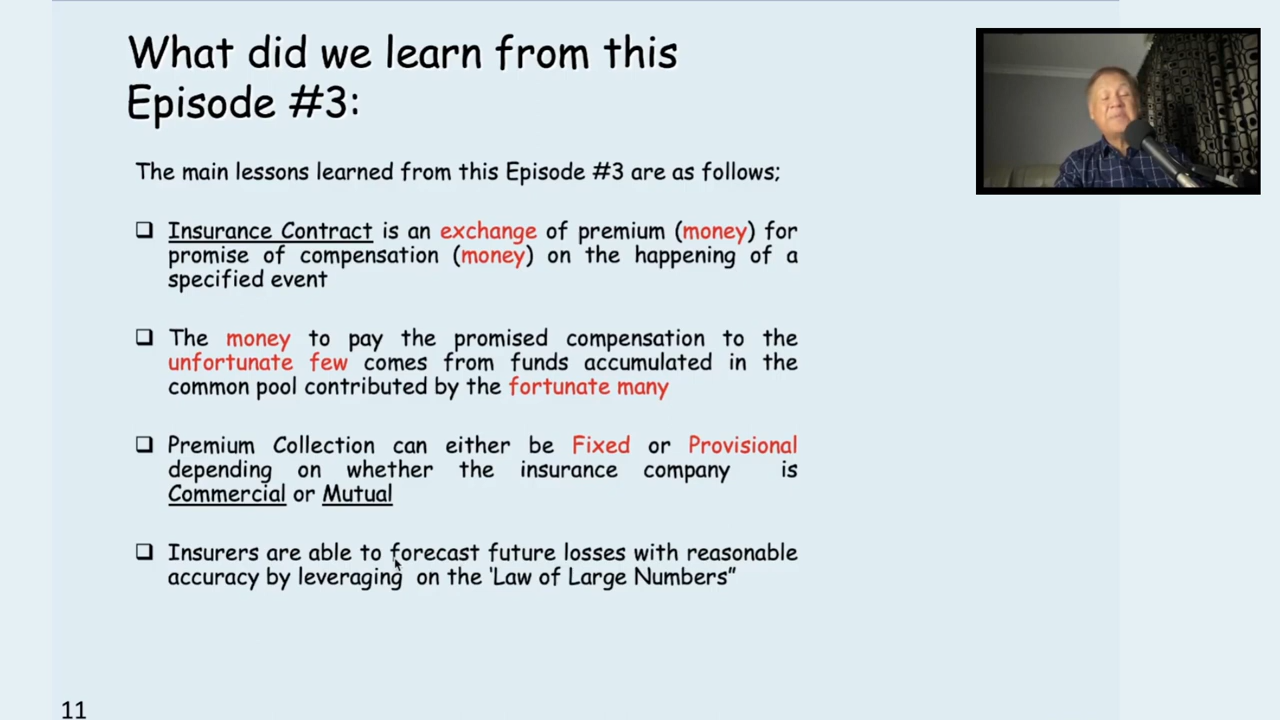 What did we learn from this
Episode #3:
The main lessons learned from this Episode #3 are as follows;
Insurance Contract is an exchange of premium (money) for
promise of compensation (money) on the happening of a
specified event
The money to pay the promised compensation to the
unfortunate few comes from funds accumulated in the
common pool contributed by the fortunate many
Premium Collection can either be Fixed or Provisional
depending on whether the insurance company is
Commercial or Mutual
Insurers are able to forecast future losses with reasonable
accuracy by leveraging on the 'Law of Large Numbers”
11